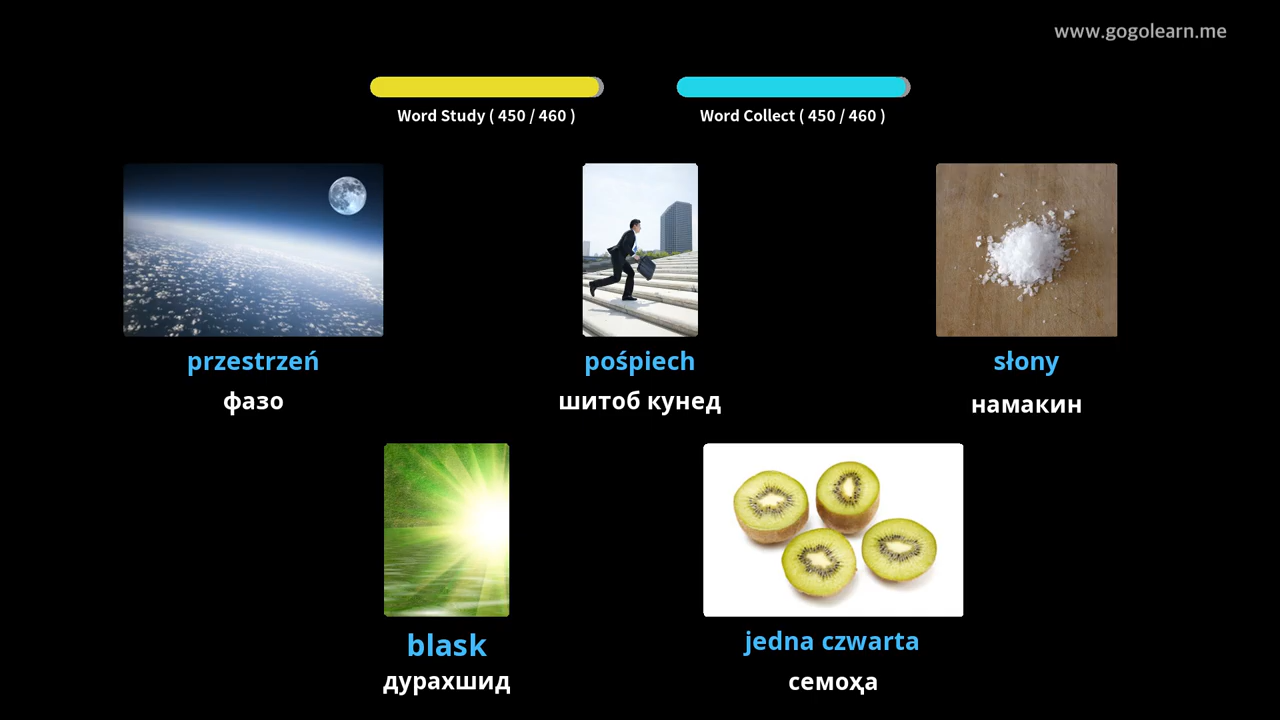 www.gogolearn.me
Word Study ( 450 / 460 )
Word Collect ( 450 / 460 )
przestrzeń
pośpiech
słony
фазо
шитоб кунед
намакин
blask
jedna czwarta
дурахшид
семоҳа